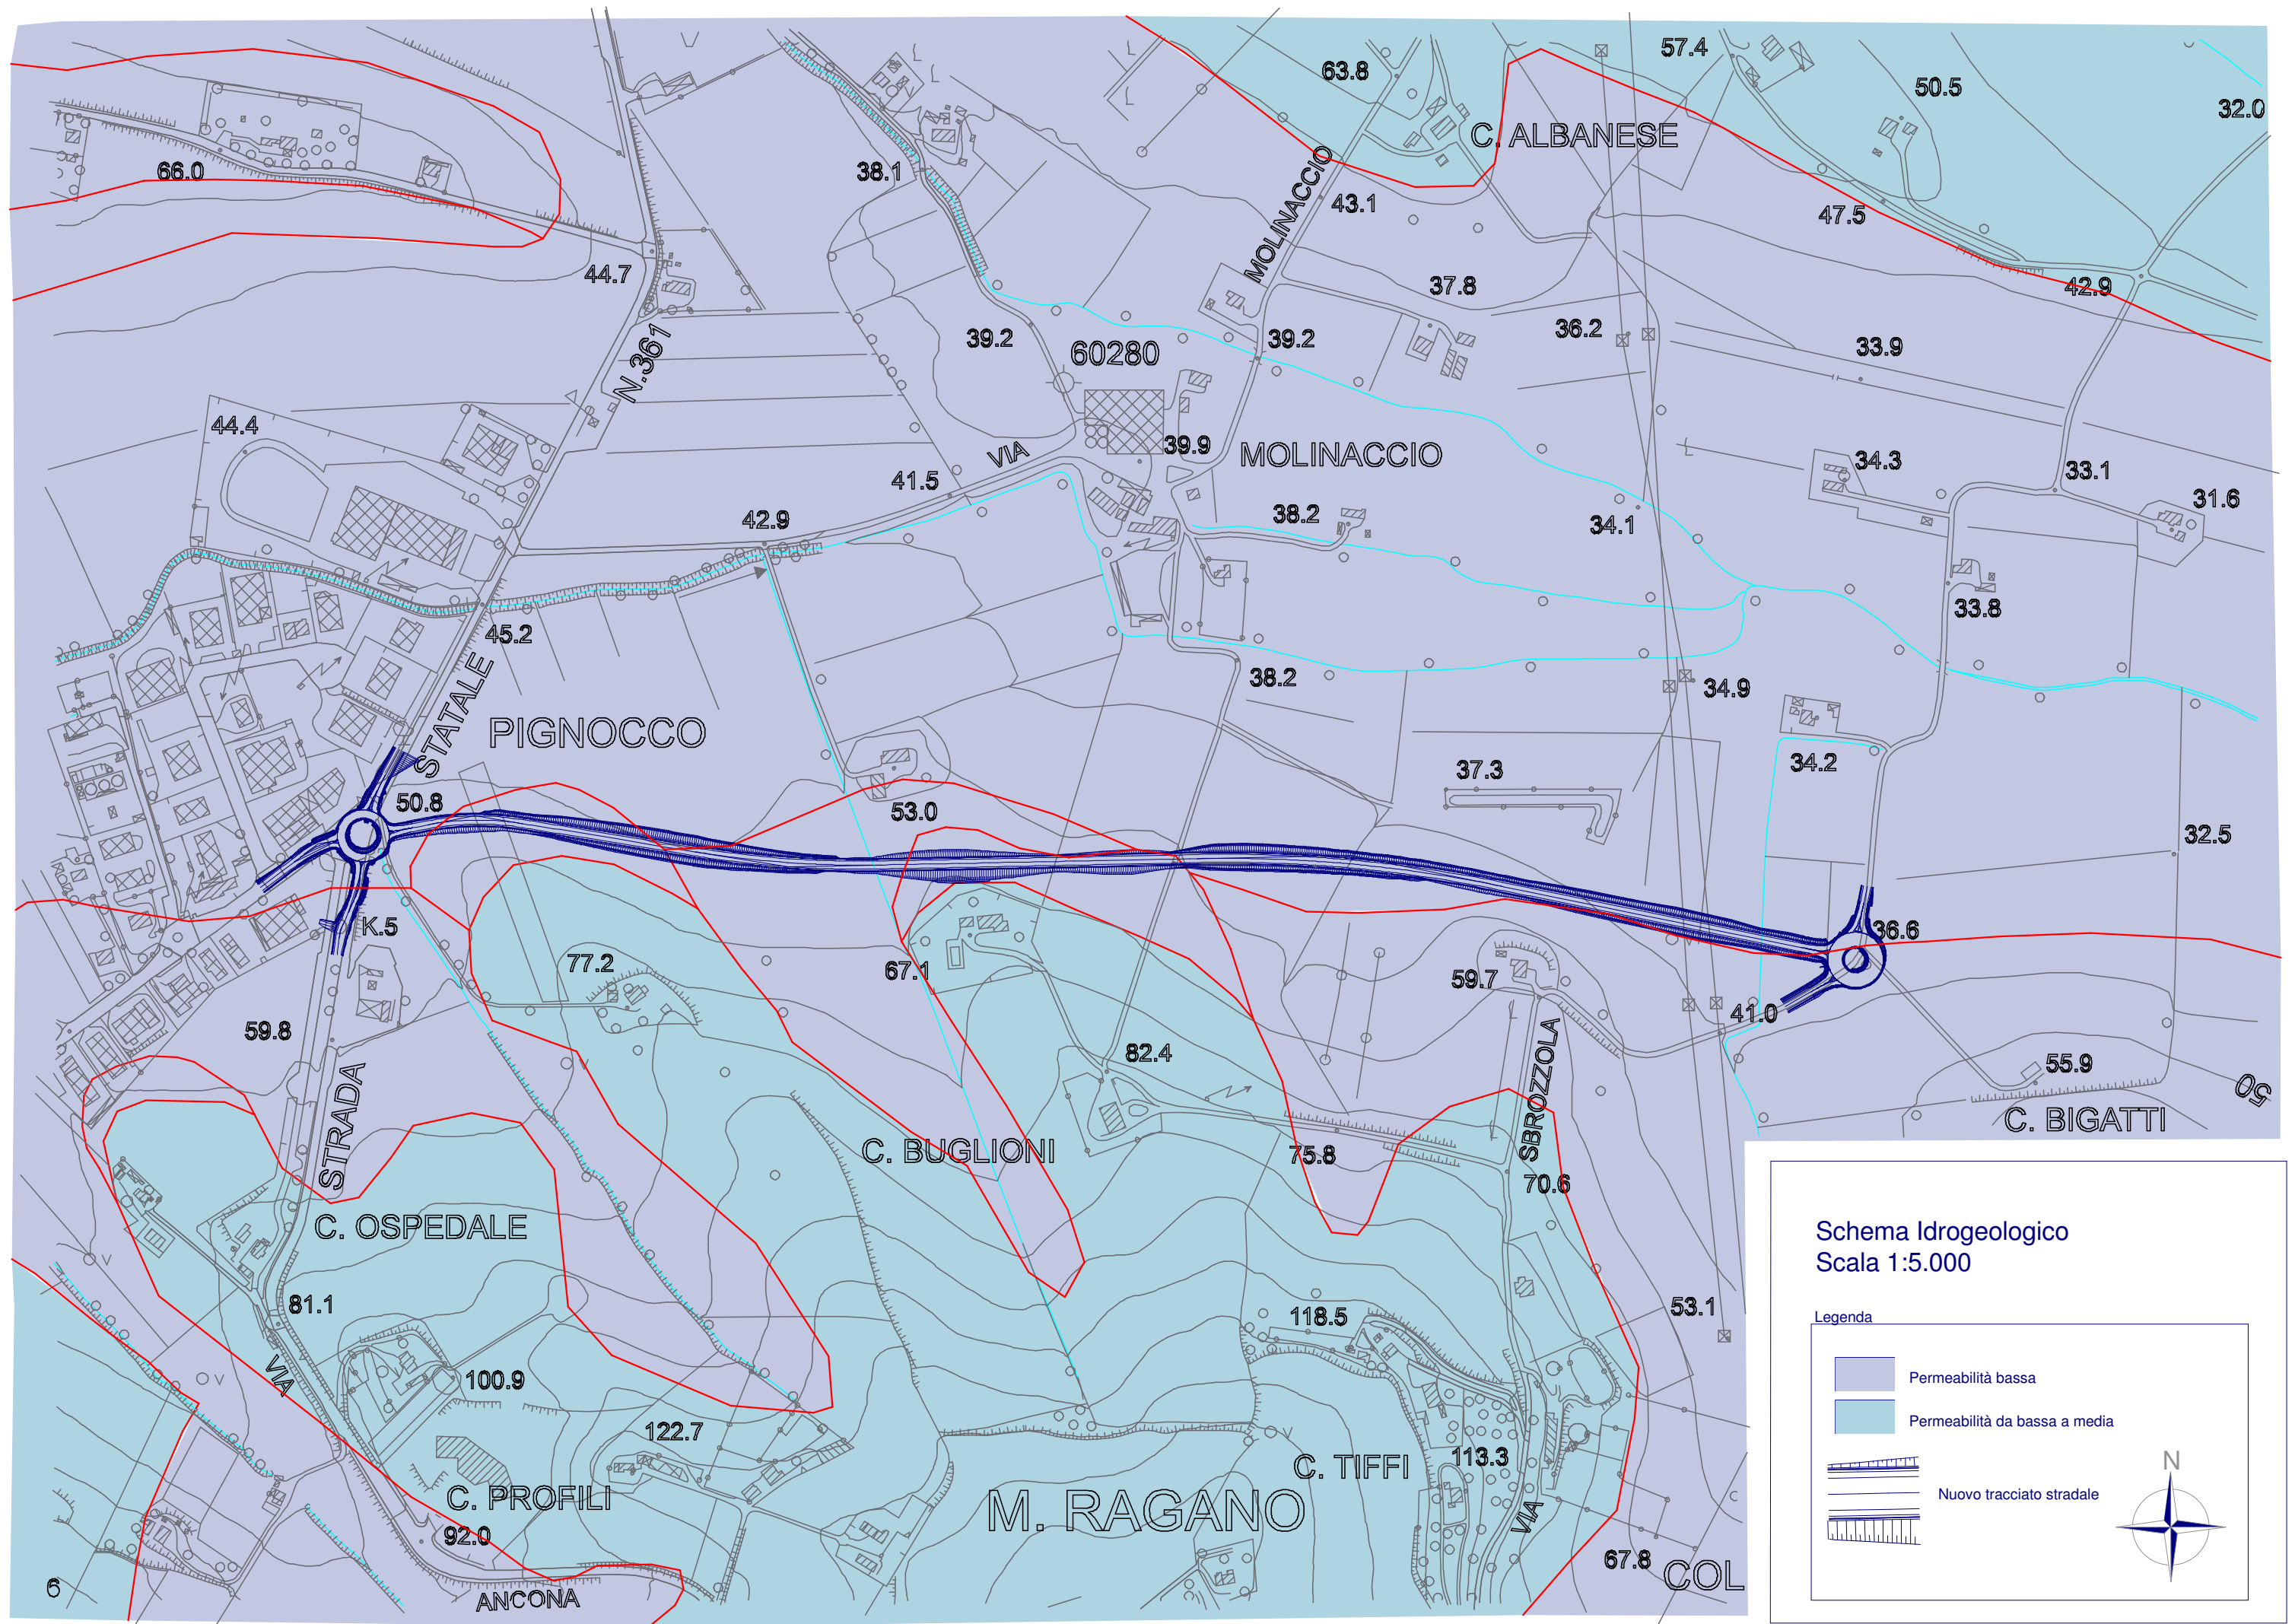 57.4
63.8
50.5
32.0
C. ALBANESE
66.0
38.1
MOLINACCIO
43.1
47.5
44.7
37.8
42.9
39.2
60280
39.2
36.2
33.9
N.361
44.4
VIA
39.9
MOLINACCIO
34.3
33.1
41.5
31.6
42.9
38.2
34.1
45.2
33.8
38.2
34.9
STATALE
PIGNOCCO
34.2
37.3
50.8
53.0
32.5
K.5
36.6
77.2
67.1
59.7
41.0
59.8
82.4
55.9
50
STRADA
SBROZZOLA
C. BIGATTI
C. BUGLIONI
75.8
70.6
C. OSPEDALE
81.1
118.5
53.1
VIA
100.9
122.7
C. TIFFI
113.3
C. PROFILI
M. RAGANO
VIA
92.0
67.8
COL
6
ANCONA
Schema Idrogeologico
Scala 1:5.000
Legenda
Permeabilità bassa
Permeabilità da bassa a media
N
Nuovo tracciato stradale